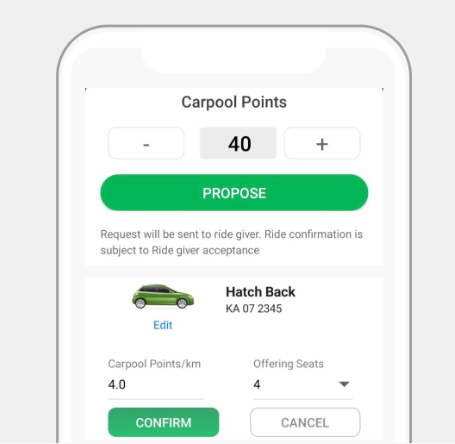 Carpool Points
- 40 +
PROPOSE
Request will be sent to ride giver. Ride confirmation is
subject to Ride giver acceptance
Hatch Back
KA 07 2345
Edit
Carpool Points/km Offering Seats
4.0 4
CONFIRM CANCEL